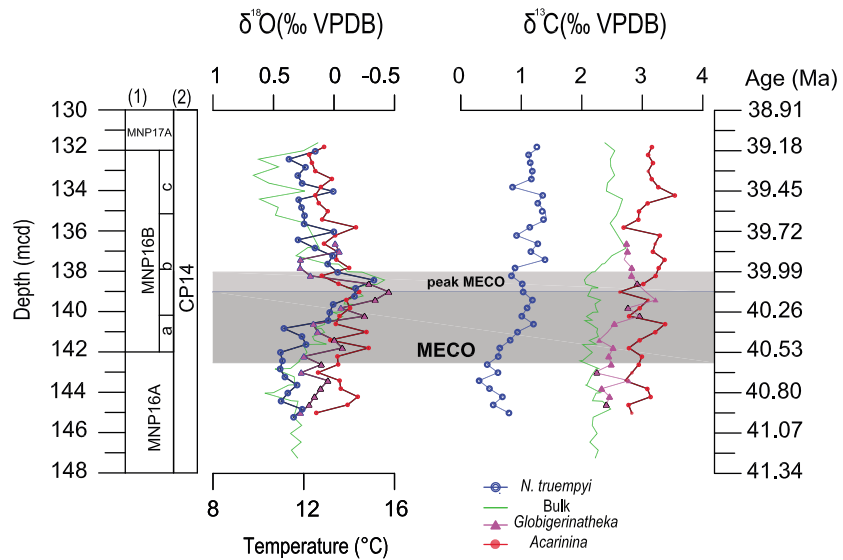 δ18O(‰ VPDB) δ13C(‰ VPDB)
1 0.5 0 -0.5 0 1 2 3 4 Age (Ma)
(1) (2)
130 38.91
MNP17A
132 39.18
134 c 39.45
136 39.72
MNP16B
138 b 39.99
CP14
peak MECO
140 40.26
a
142 MECO 40.53
144 MNP16A 40.80
146 41.07
148 41.34
Depth (mcd)
8 12 16
Temperature (°C)
N. truempyi
Bulk
Globigerinatheka
Acarinina